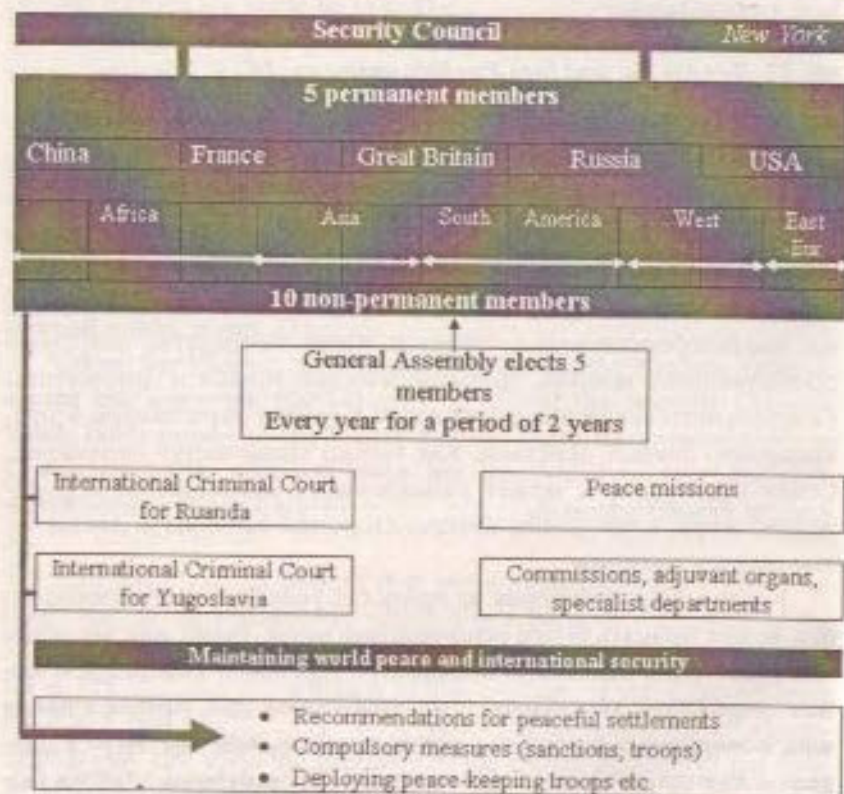 Security Council New York
5 permanent members
China France Great Britain Russia USA
Africa Asia South America West East
Eur
10 non-permanent members
General Assembly elects 5
members
Every year for a period of 2 years
International Criminal Court
for Ruanda
Peace missions
International Criminal Court
for Yugoslavia
Commissions, adjuvant organs,
specialist departments
Maintaining world peace and international security
• Recommendations for peaceful settlements
• Compulsory measures (sanctions, troops)
• Deploying peace-keeping troops etc.